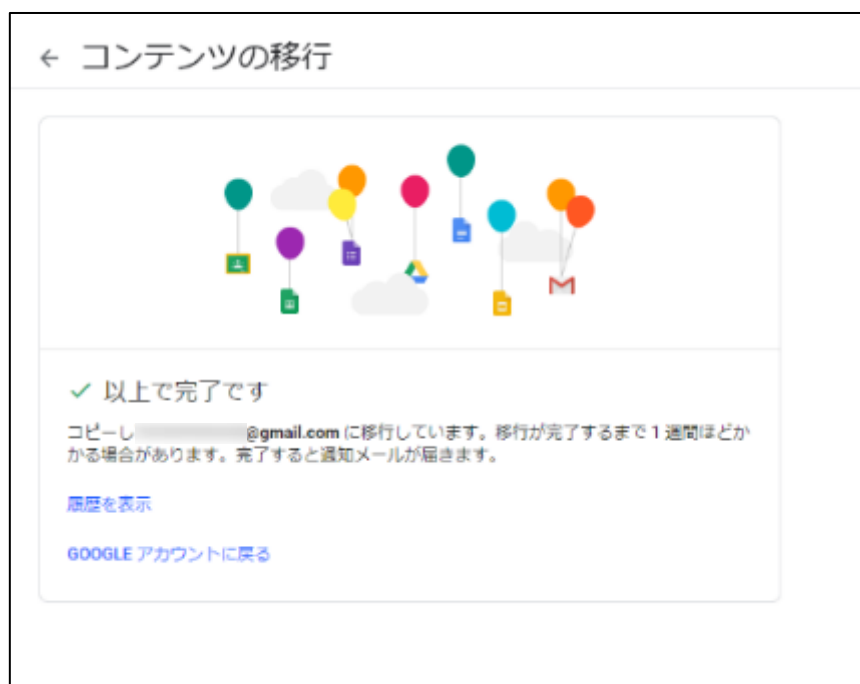 ← コンテンツの移行
✓ 以上で完了です
コピーし @gmail.com に移行しています。移行が完了するまで 1 週間ほどか
かる場合があります。完了すると通知メールが届きます。
履歴を表示
GOOGLE アカウントに戻る